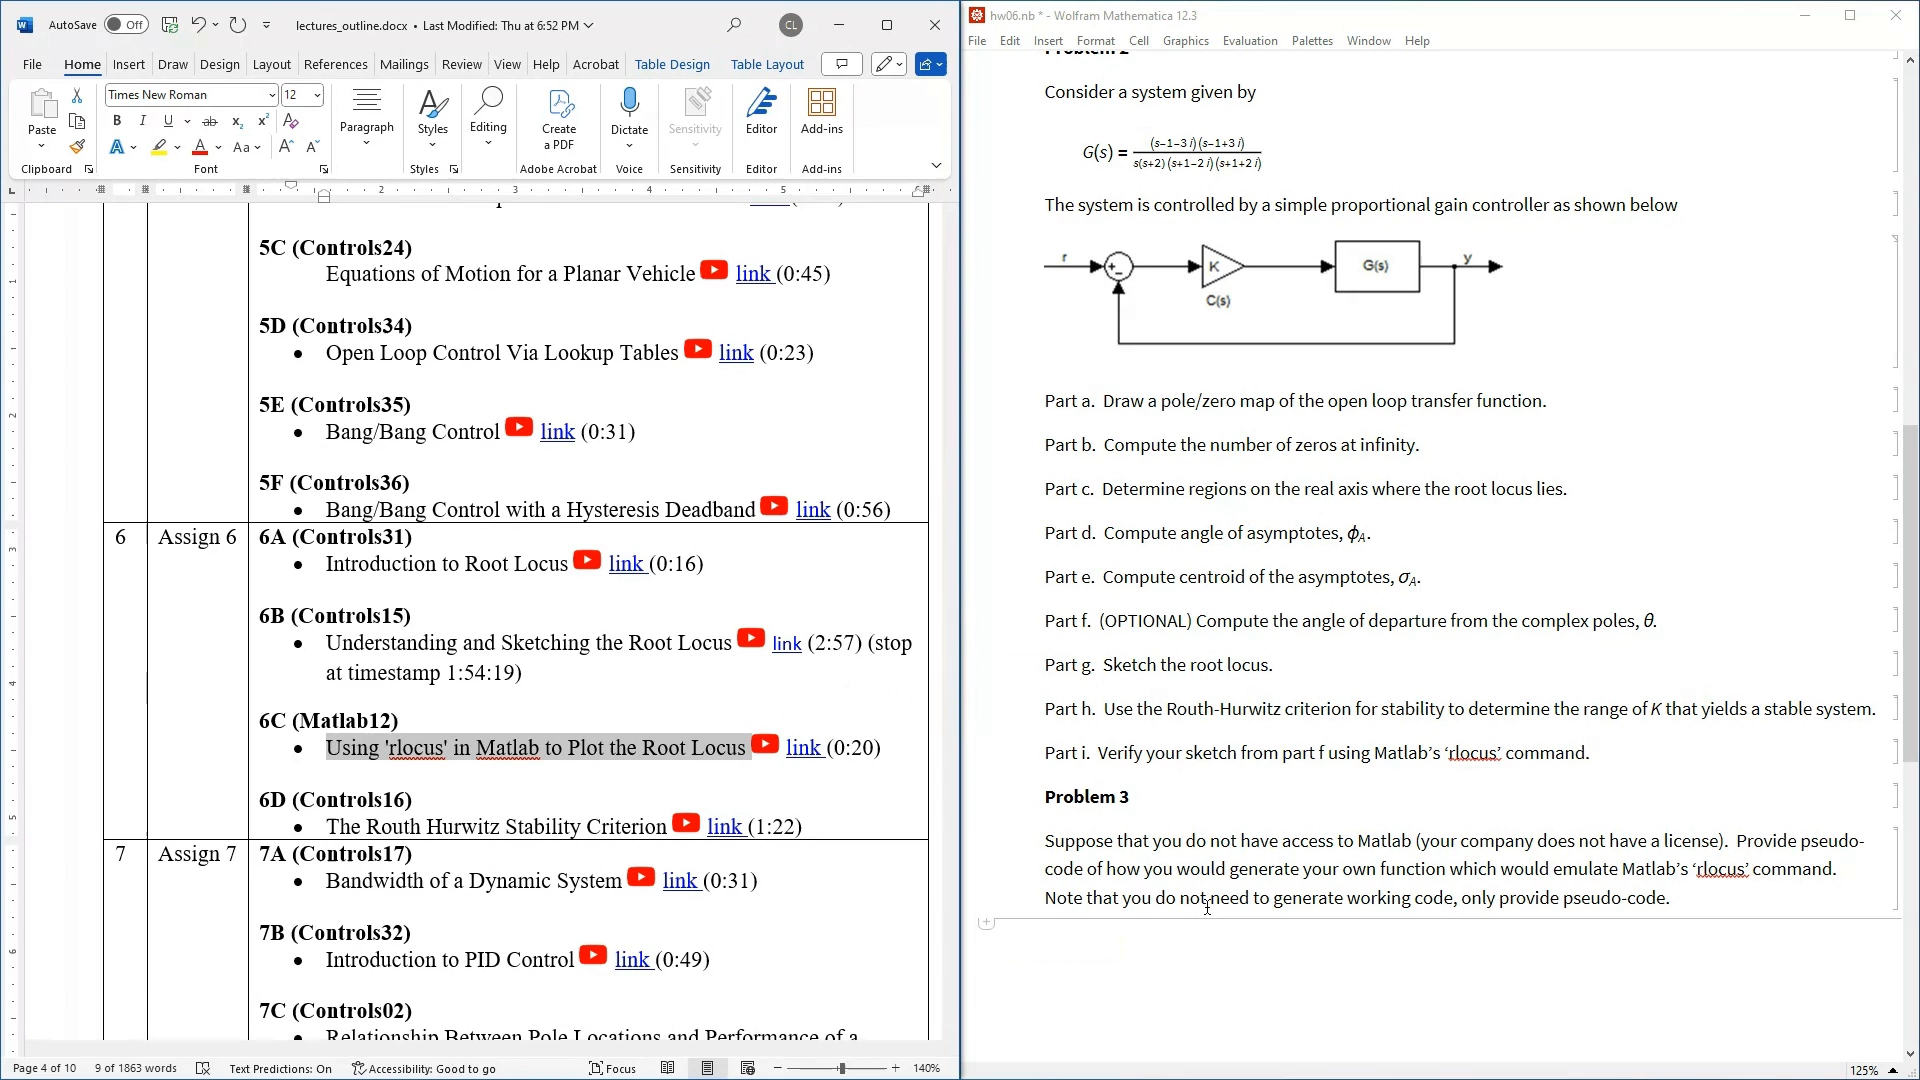 AutoSave Off lectures_outline.docx • Last Modified: Thu at 6:52 PM CL
File Home Insert Draw Design Layout References Mailings Review View Help Acrobat Table Design Table Layout
Times New Roman 12
Paste Paragraph Styles Editing Create a PDF Dictate Sensitivity Editor Add-ins
Clipboard Font Styles Adobe Acrobat Voice Sensitivity Editor Add-ins
2 3 4 5
5C (Controls24)
Equations of Motion for a Planar Vehicle link (0:45)
5D (Controls34)
• Open Loop Control Via Lookup Tables link (0:23)
5E (Controls35)
• Bang/Bang Control link (0:31)
5F (Controls36)
• Bang/Bang Control with a Hysteresis Deadband link (0:56)
6 Assign 6 6A (Controls31)
• Introduction to Root Locus link (0:16)
6B (Controls15)
• Understanding and Sketching the Root Locus link (2:57) (stop
at timestamp 1:54:19)
6C (Matlab12)
• Using 'rlocus' in Matlab to Plot the Root Locus link (0:20)
6D (Controls16)
• The Routh Hurwitz Stability Criterion link (1:22)
7 Assign 7 7A (Controls17)
• Bandwidth of a Dynamic System link (0:31)
7B (Controls32)
• Introduction to PID Control link (0:49)
7C (Controls02)
• Relationship Between Pole Locations and Performance of a
Page 4 of 10 9 of 1863 words Text Predictions: On Accessibility: Good to go Focus 140%
hw06.nb * - Wolfram Mathematica 12.3
File Edit Insert Format Cell Graphics Evaluation Palettes Window Help
Problem 2
Consider a system given by
G(s) = (s-1-3 i)(s-1+3 i) / s(s+2)(s+1-2 i)(s+1+2 i)
The system is controlled by a simple proportional gain controller as shown below
r + - K G(s) y
C(s)
Part a. Draw a pole/zero map of the open loop transfer function.
Part b. Compute the number of zeros at infinity.
Part c. Determine regions on the real axis where the root locus lies.
Part d. Compute angle of asymptotes, ϕA.
Part e. Compute centroid of the asymptotes, σA.
Part f. (OPTIONAL) Compute the angle of departure from the complex poles, θ.
Part g. Sketch the root locus.
Part h. Use the Routh-Hurwitz criterion for stability to determine the range of K that yields a stable system.
Part i. Verify your sketch from part f using Matlab’s ‘rlocus’ command.
Problem 3
Suppose that you do not have access to Matlab (your company does not have a license). Provide pseudo-
code of how you would generate your own function which would emulate Matlab’s ‘rlocus’ command.
Note that you do not need to generate working code, only provide pseudo-code.
125%